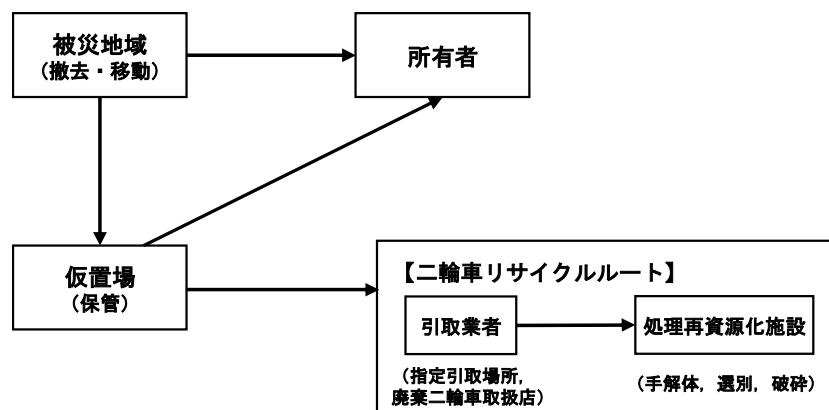 被災地域
（撤去・移動）
所有者
仮置場
（保管）
【二輪車リサイクルルート】
引取業者
処理再資源化施設
（指定引取場所，
廃棄二輪車取扱店）
（手解体，選別，破砕）